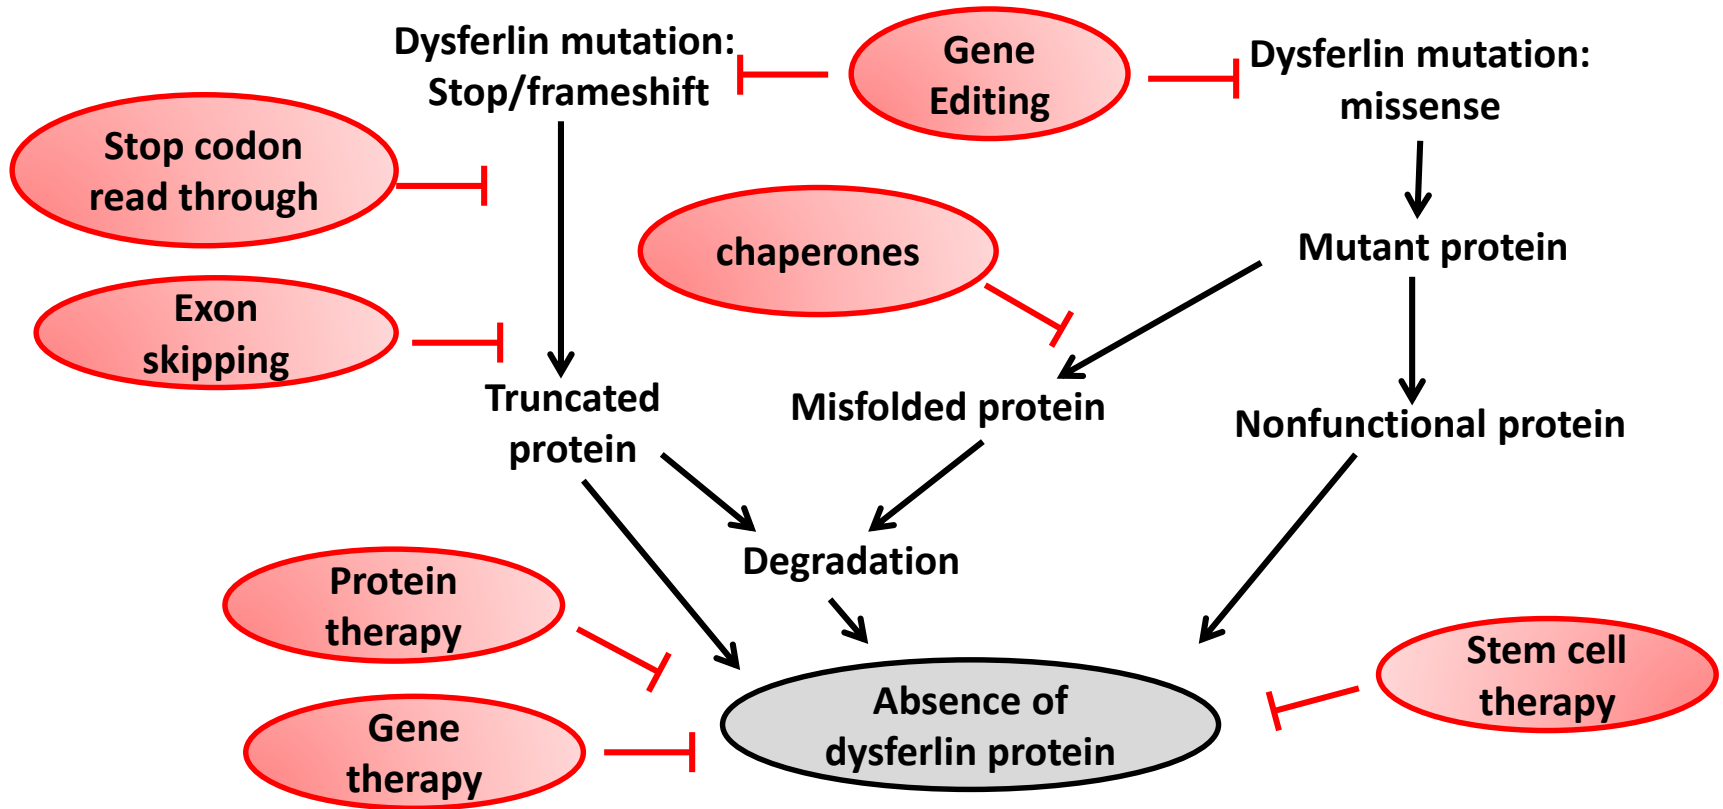 Dysferlin mutation:
Stop/frameshift
Gene
Editing
Dysferlin mutation:
missense
Stop codon
read through
chaperones
Mutant protein
Exon
skipping
Truncated
protein
Misfolded protein
Nonfunctional protein
Degradation
Protein
therapy
Stem cell
therapy
Absence of
dysferlin protein
Gene
therapy